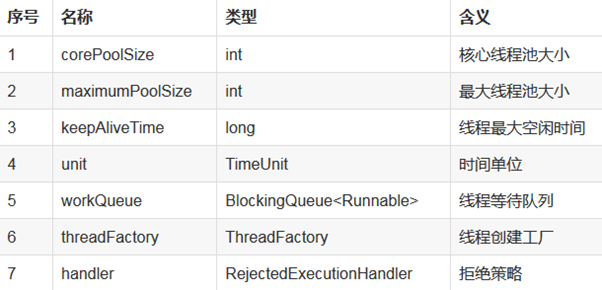 序号 名称 类型 含义
1 corePoolSize int 核心线程池大小
2 maximumPoolSize int 最大线程池大小
3 keepAliveTime long 线程最大空闲时间
4 unit TimeUnit 时间单位
5 workQueue BlockingQueue<Runnable> 线程等待队列
6 threadFactory ThreadFactory 线程创建工厂
7 handler RejectedExecutionHandler 拒绝策略